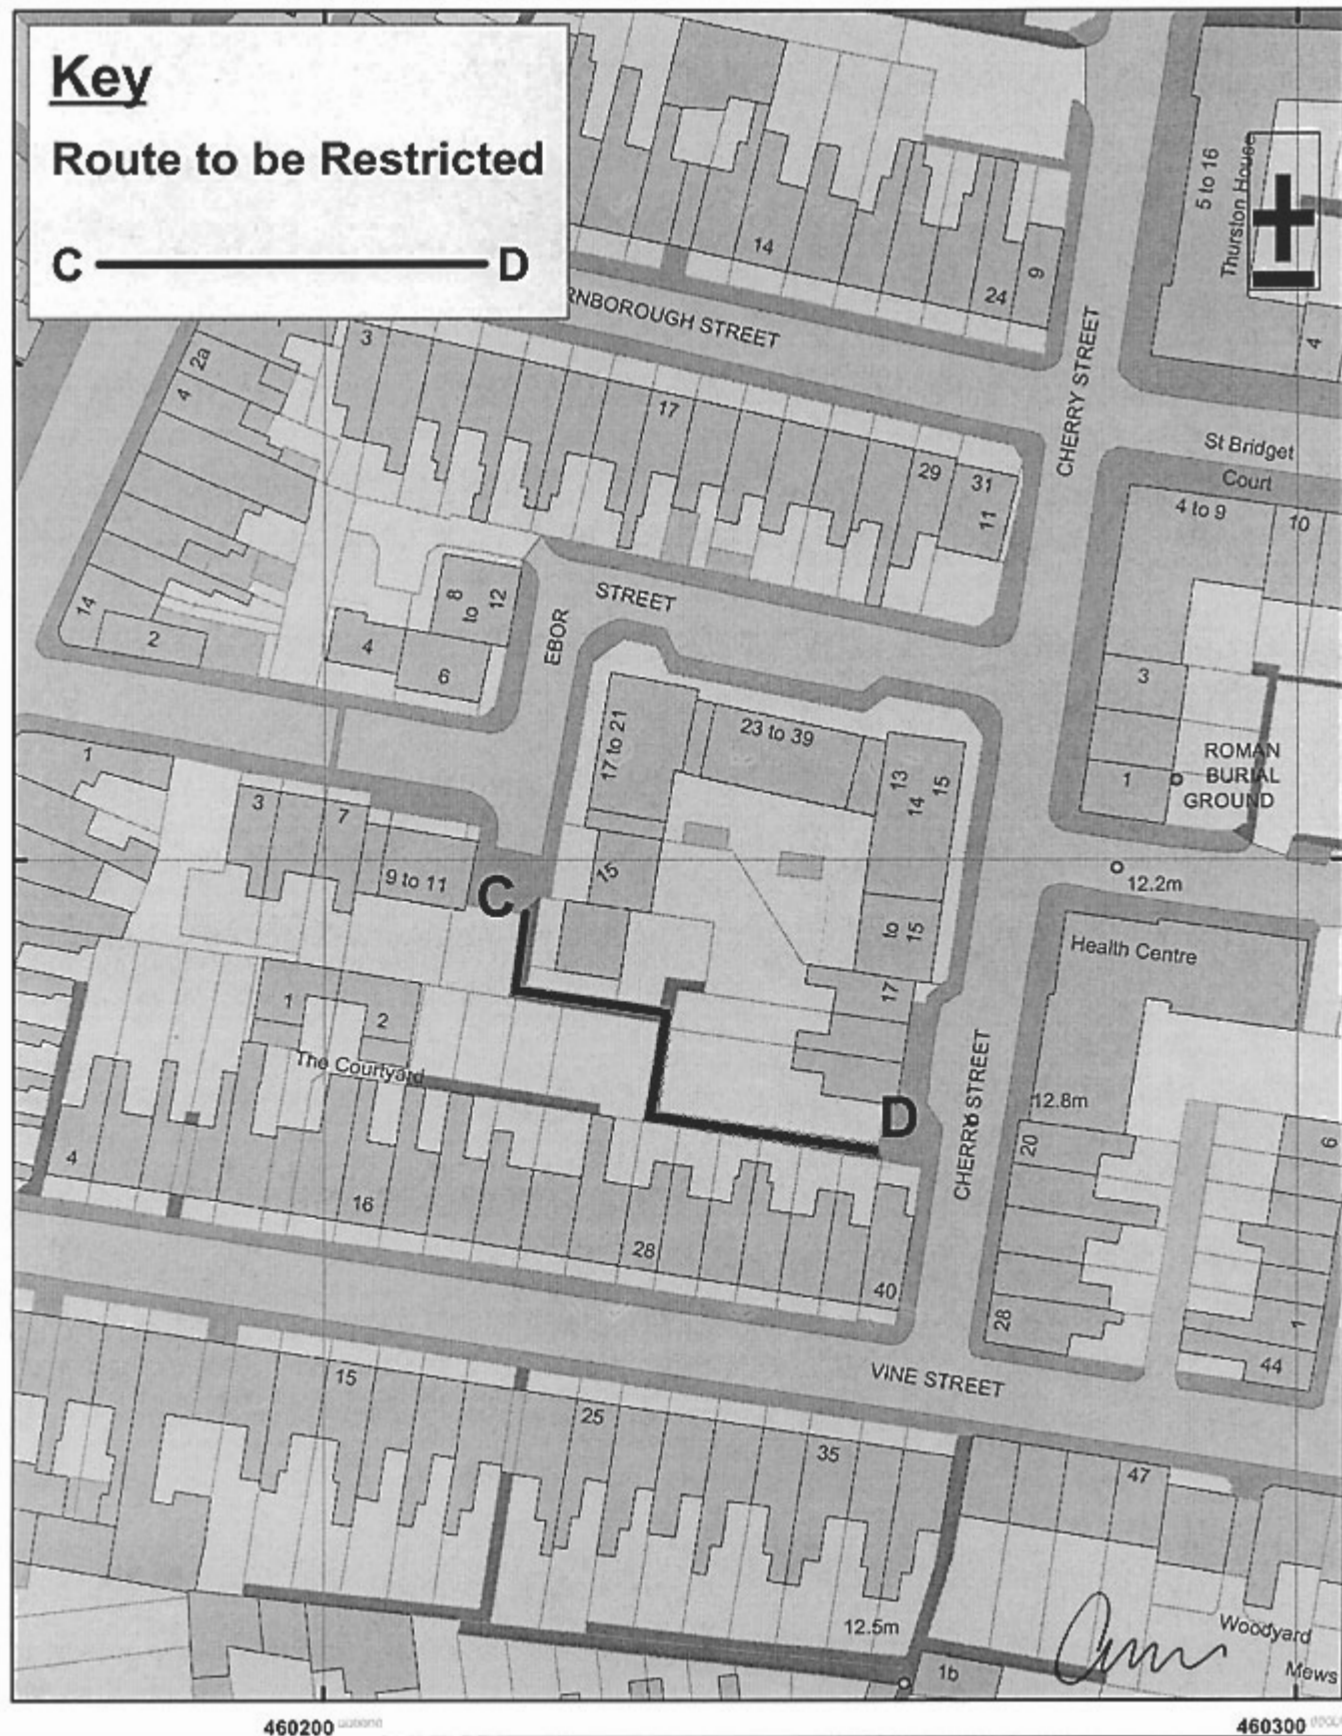 Key
Route to be Restricted
C D
14
24
9
5 to 16
Thurston House
4
RNBOROUGH STREET
CHERRY STREET
2a
4
3
17
29
31
11
St Bridget
Court
4 to 9
10
14
2
8
to
12
4
6
EBOR
STREET
3
1
ROMAN
BURIAL
GROUND
1
3
7
9 to 11
17 to 21
23 to 39
13
14
15
15
to
15
C
12.2m
Health Centre
1
2
The Courtyard
17
D
CHERRY STREET
12.8m
20
6
4
16
28
40
28
1
44
VINE STREET
15
25
35
47
12.5m
1b
Woodyard
Mews
460200
460300